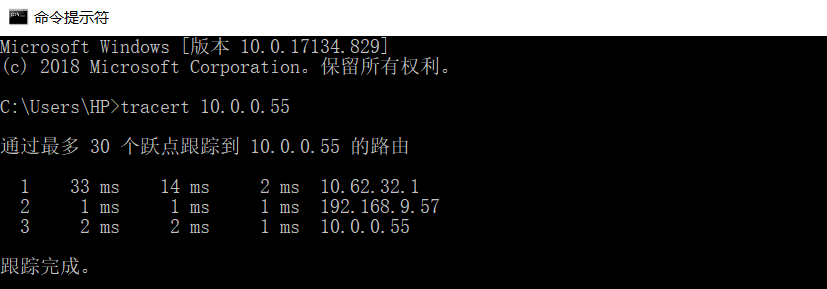 命令提示符
Microsoft Windows [版本 10.0.17134.829]
(c) 2018 Microsoft Corporation。保留所有权利。
C:\Users\HP>tracert 10.0.0.55
通过最多 30 个跃点跟踪到 10.0.0.55 的路由
1 33 ms 14 ms 2 ms 10.62.32.1
2 1 ms 1 ms 1 ms 192.168.9.57
3 2 ms 2 ms 1 ms 10.0.0.55
跟踪完成。